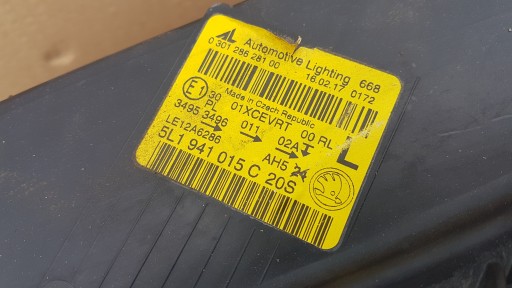 AL Automotive Lighting 668
0 301 286 281 00 16.02.17 0172
Made in Czech Republic
E1 30 01XCEVRT 00 RL
PL
3495 3496 011 02A
LE12A6286 AH5 24 L
5L1 941 015 C 20S